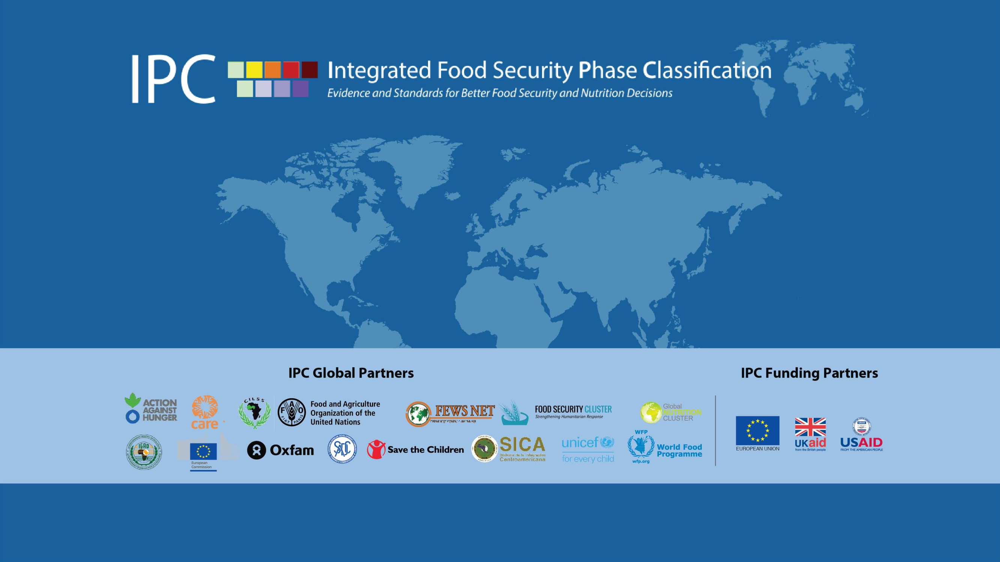 IPC
Integrated Food Security Phase Classification
Evidence and Standards for Better Food Security and Nutrition Decisions
IPC Global Partners
ACTION
AGAINST
HUNGER
care
CILSS
F A O
FIAT PANIS
Food and Agriculture
Organization of the
United Nations
FEWS NET
FOOD SECURITY CLUSTER
Strengthening Humanitarian Response
Global
NUTRITION
CLUSTER
IGAD
European
Commission
Oxfam
SADC
Save the Children
SICA
Sistema de la Integración
Centroamericana
unicef
for every child
WFP
World Food
Programme
wfp.org
IPC Funding Partners
EUROPEAN UNION
UKaid
from the British people
USAID
USAID
FROM THE AMERICAN PEOPLE